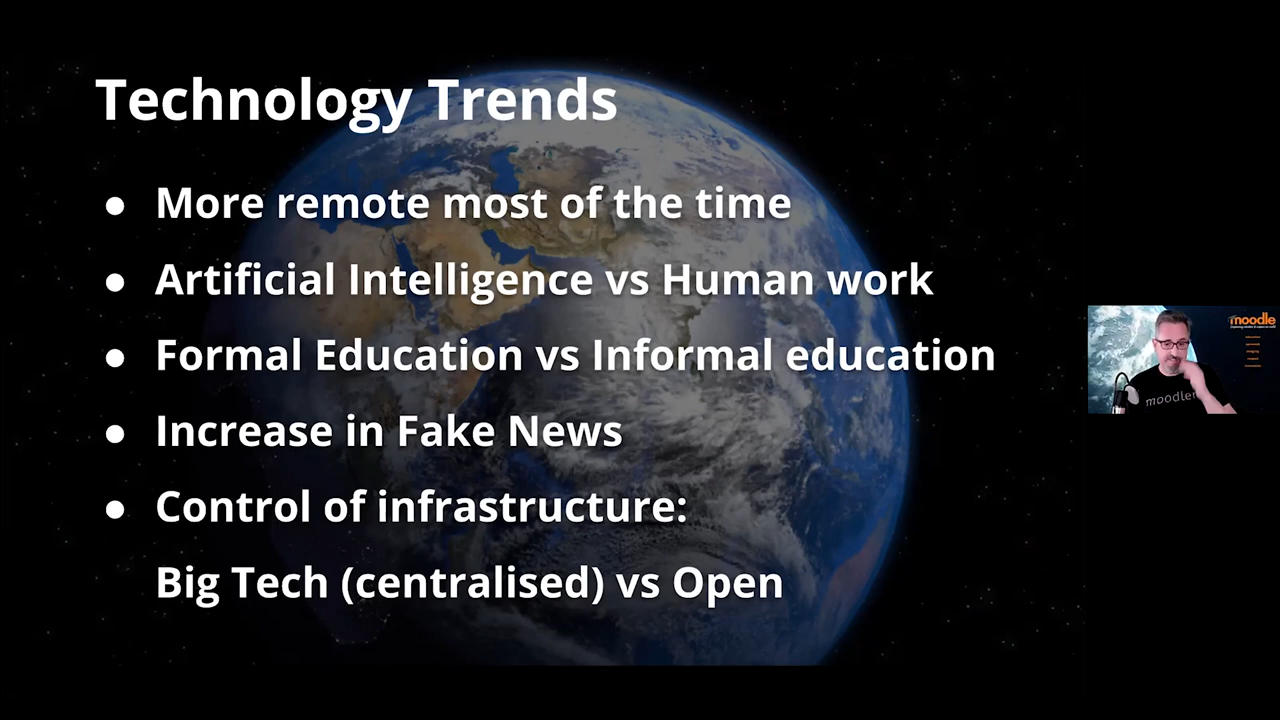 Technology Trends
● More remote most of the time
● Artificial Intelligence vs Human work
● Formal Education vs Informal education
● Increase in Fake News
● Control of infrastructure:
Big Tech (centralised) vs Open
moodle
moodler